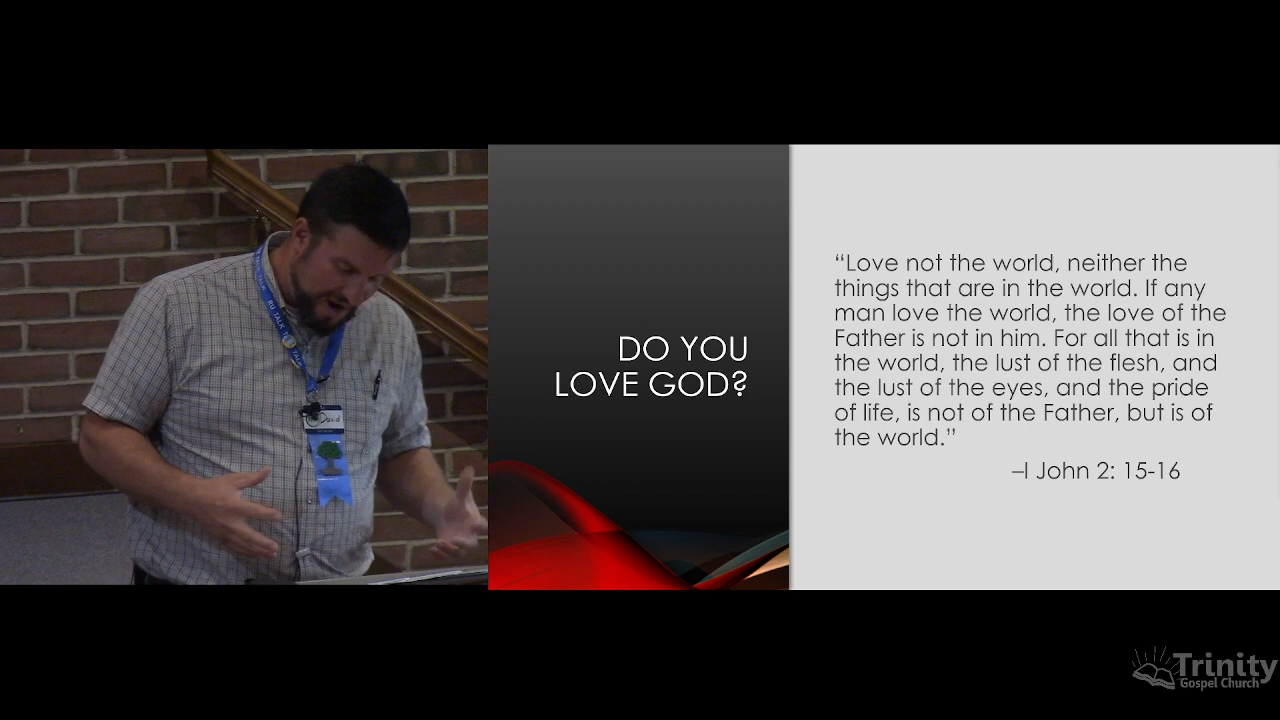 RU TALK
David
DO YOU
LOVE GOD?
“Love not the world, neither the
things that are in the world. If any
man love the world, the love of the
Father is not in him. For all that is in
the world, the lust of the flesh, and
the lust of the eyes, and the pride
of life, is not of the Father, but is of
the world.”
–I John 2: 15-16
Trinity
Gospel Church